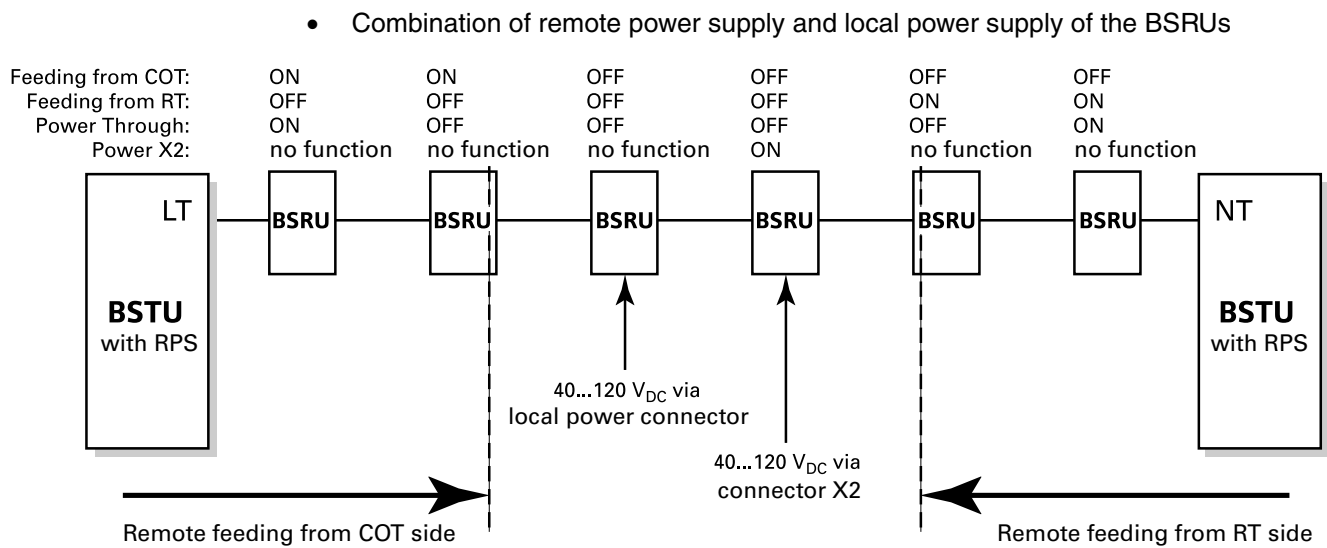 • Combination of remote power supply and local power supply of the BSRUs
Feeding from COT: ON ON OFF OFF OFF OFF
Feeding from RT: OFF OFF OFF OFF ON ON
Power Through: ON OFF OFF OFF OFF ON
Power X2: no function no function no function ON no function no function
LT BSRU BSRU BSRU BSRU BSRU BSRU NT
BSTU BSTU
with RPS with RPS
40...120 VDC via
local power connector
40...120 VDC via
connector X2
Remote feeding from COT side Remote feeding from RT side